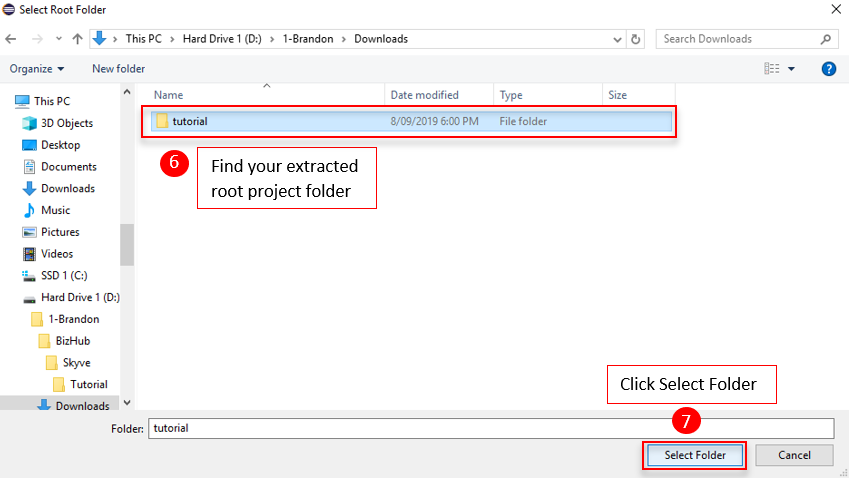 Select Root Folder
This PC > Hard Drive 1 (D:) > 1-Brandon > Downloads
Search Downloads
Organize
New folder
?
This PC
3D Objects
Desktop
Documents
Downloads
Music
Pictures
Videos
SSD 1 (C:)
Hard Drive 1 (D:)
1-Brandon
BizHub
Skyve
Tutorial
Downloads
Name Date modified Type Size
tutorial 8/09/2019 6:00 PM File folder
6
Find your extracted
root project folder
Click Select Folder
7
Folder: tutorial
Select Folder
Cancel